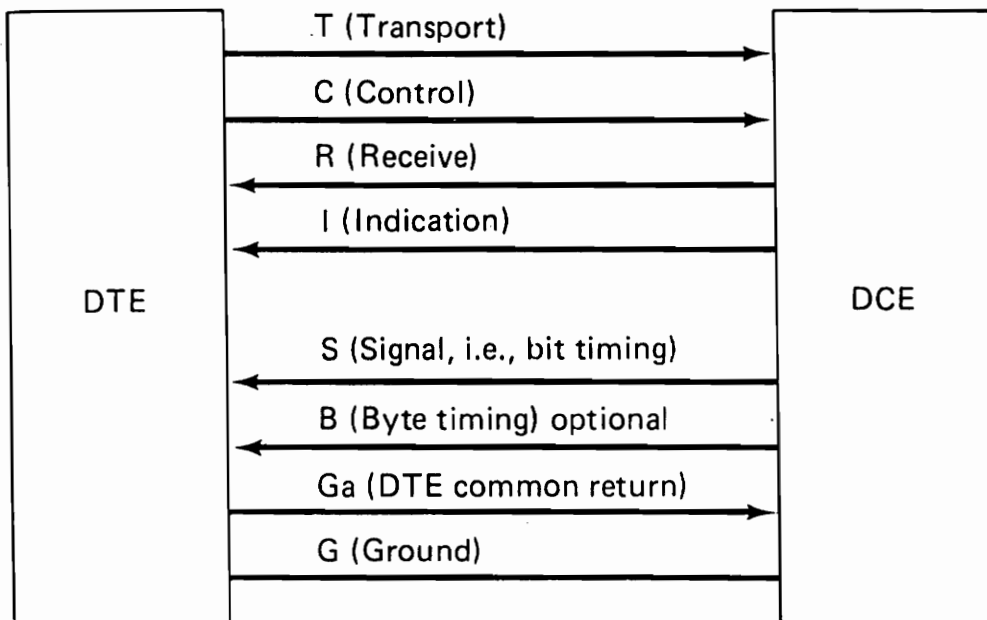 T (Transport)
C (Control)
R (Receive)
I (Indication)
DTE
DCE
S (Signal, i.e., bit timing)
B (Byte timing) optional
Ga (DTE common return)
G (Ground)